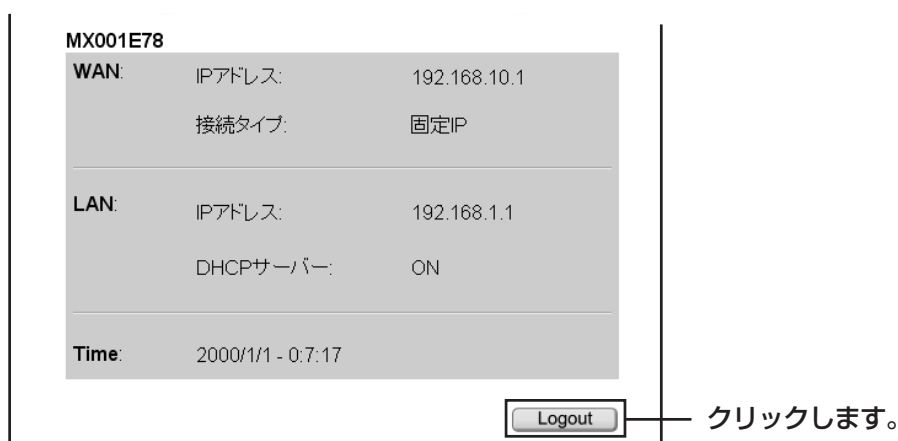 MX001E78
WAN: IPアドレス: 192.168.10.1
接続タイプ: 固定IP
LAN: IPアドレス: 192.168.1.1
DHCPサーバー: ON
Time: 2000/1/1 - 0:7:17
Logout クリックします。